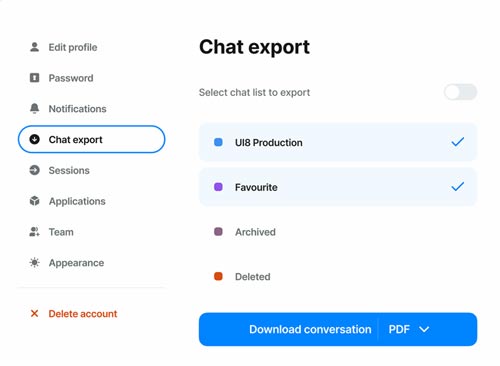 Edit profile
Password
Notifications
Chat export
Sessions
Applications
Team
Appearance
Delete account
Chat export
Select chat list to export
UI8 Production
Favourite
Archived
Deleted
Download conversation PDF